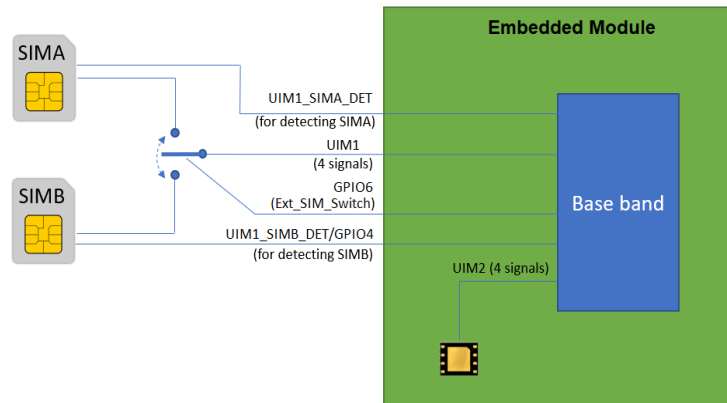 Embedded Module
SIMA
UIM1_SIMA_DET
(for detecting SIMA)
UIM1
(4 signals)
GPIO6
(Ext_SIM_Switch)
SIMB
Base band
UIM1_SIMB_DET/GPIO4
(for detecting SIMB)
UIM2 (4 signals)